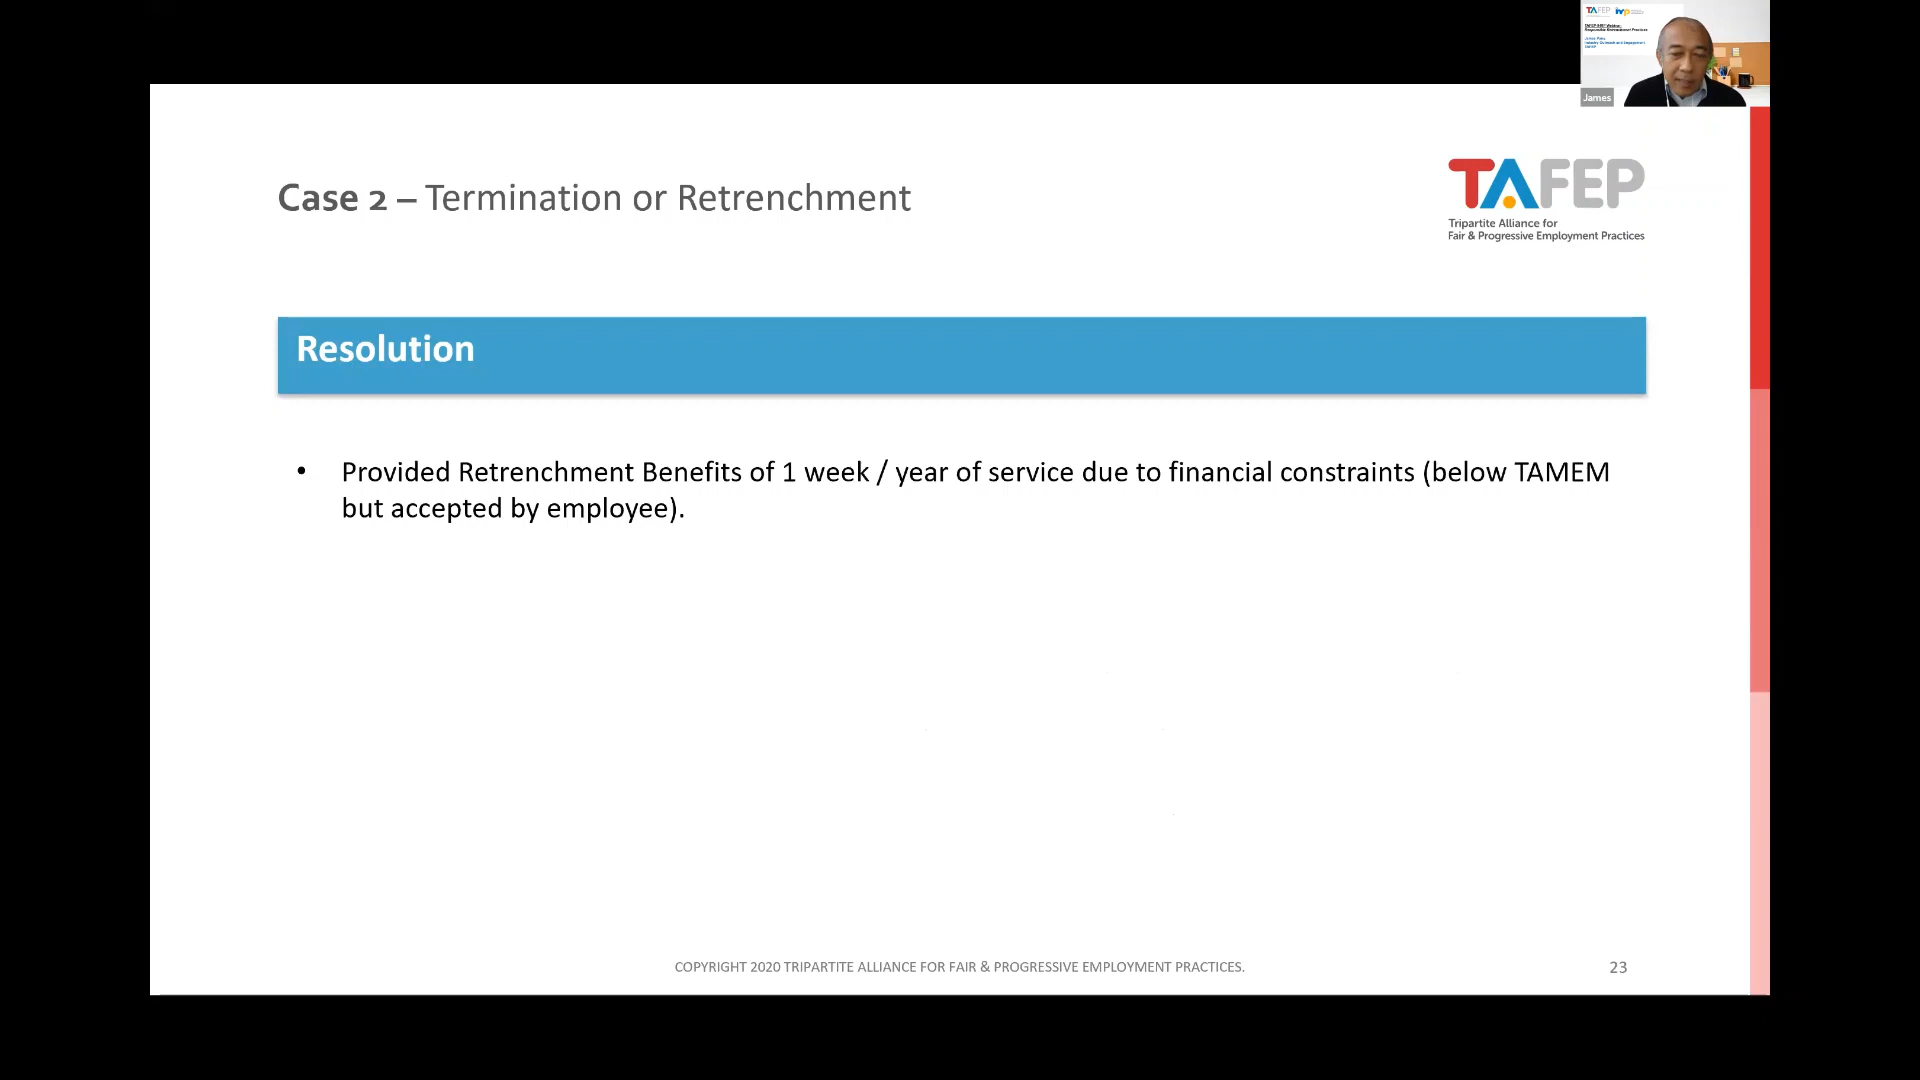 TAFEP
James
Case 2 – Termination or Retrenchment
TAFEP
Tripartite Alliance for
Fair & Progressive Employment Practices
Resolution
• Provided Retrenchment Benefits of 1 week / year of service due to financial constraints (below TAMEM
but accepted by employee).
COPYRIGHT 2020 TRIPARTITE ALLIANCE FOR FAIR & PROGRESSIVE EMPLOYMENT PRACTICES.
23